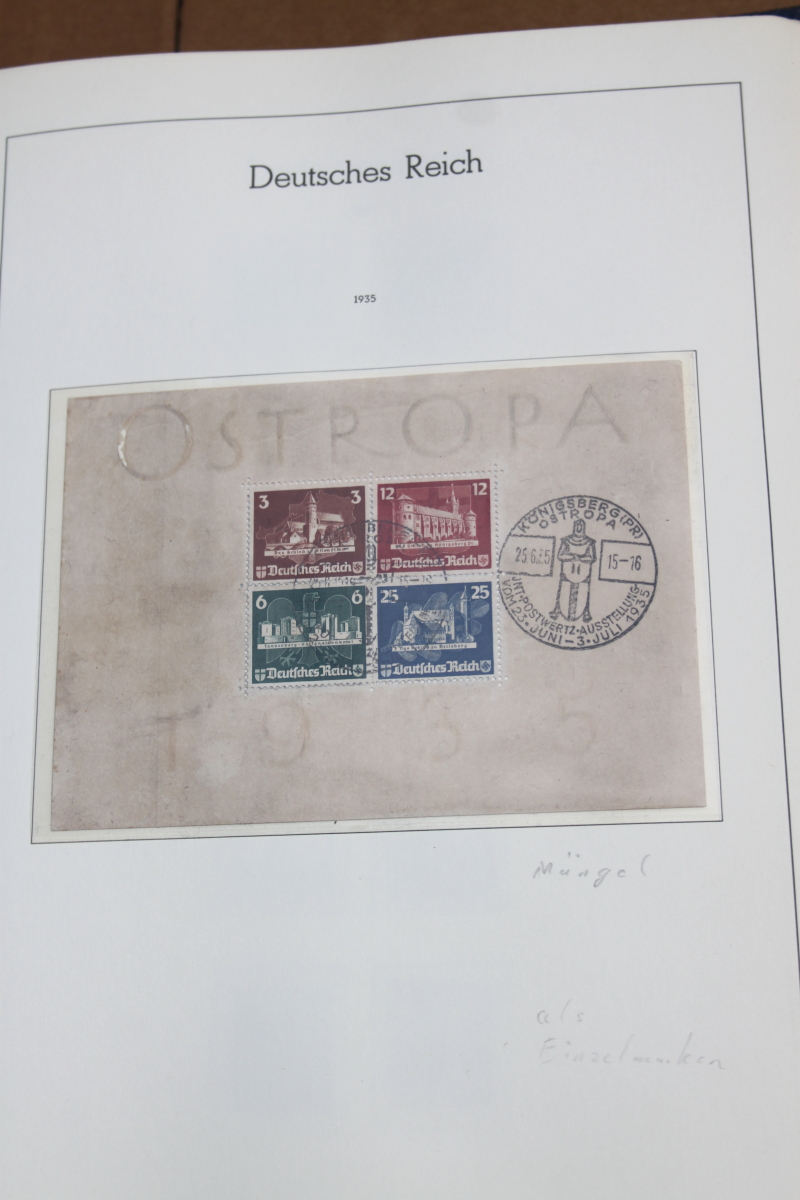 Deutsches Reich
1935
OSTROPA
3 3
12 12
Deutsches Reich
Deutsches Reich
6 6
25 25
Deutsches Reich
Deutsches Reich
KÖNIGSBERG (PR)
OSTROPA
25.6.35
15-16
INT. POSTWERTZ.-AUSSTELLUNG
VOM 23. JUNI - 3. JULI 1935
1935
Mängel
als
Einzelmarken